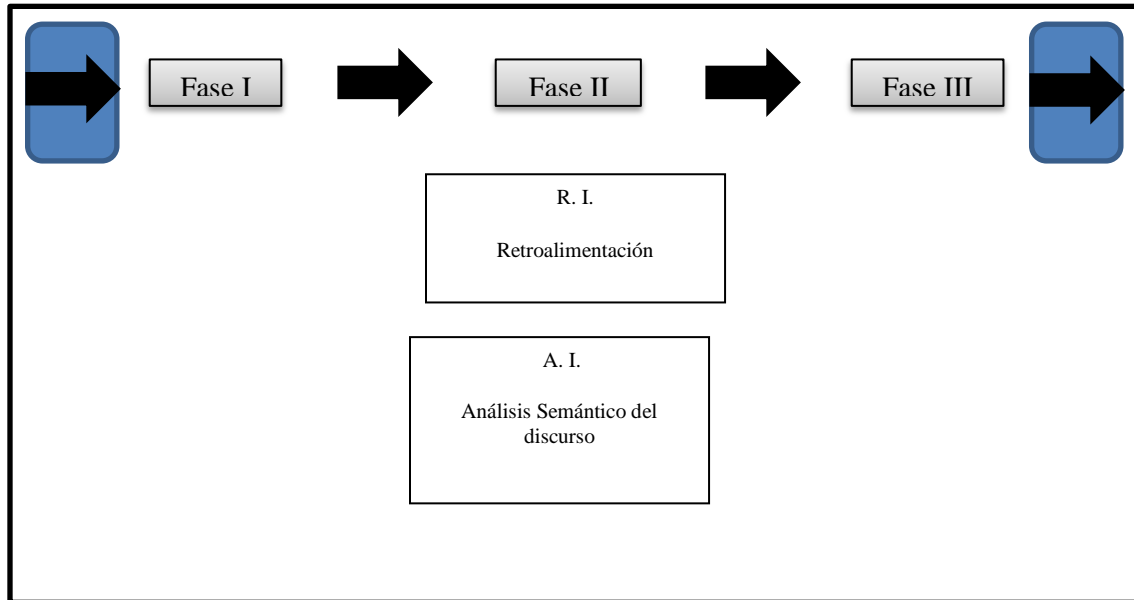 Fase I
Fase II
Fase III
R. I.
Retroalimentación
A. I.
Análisis Semántico del
discurso